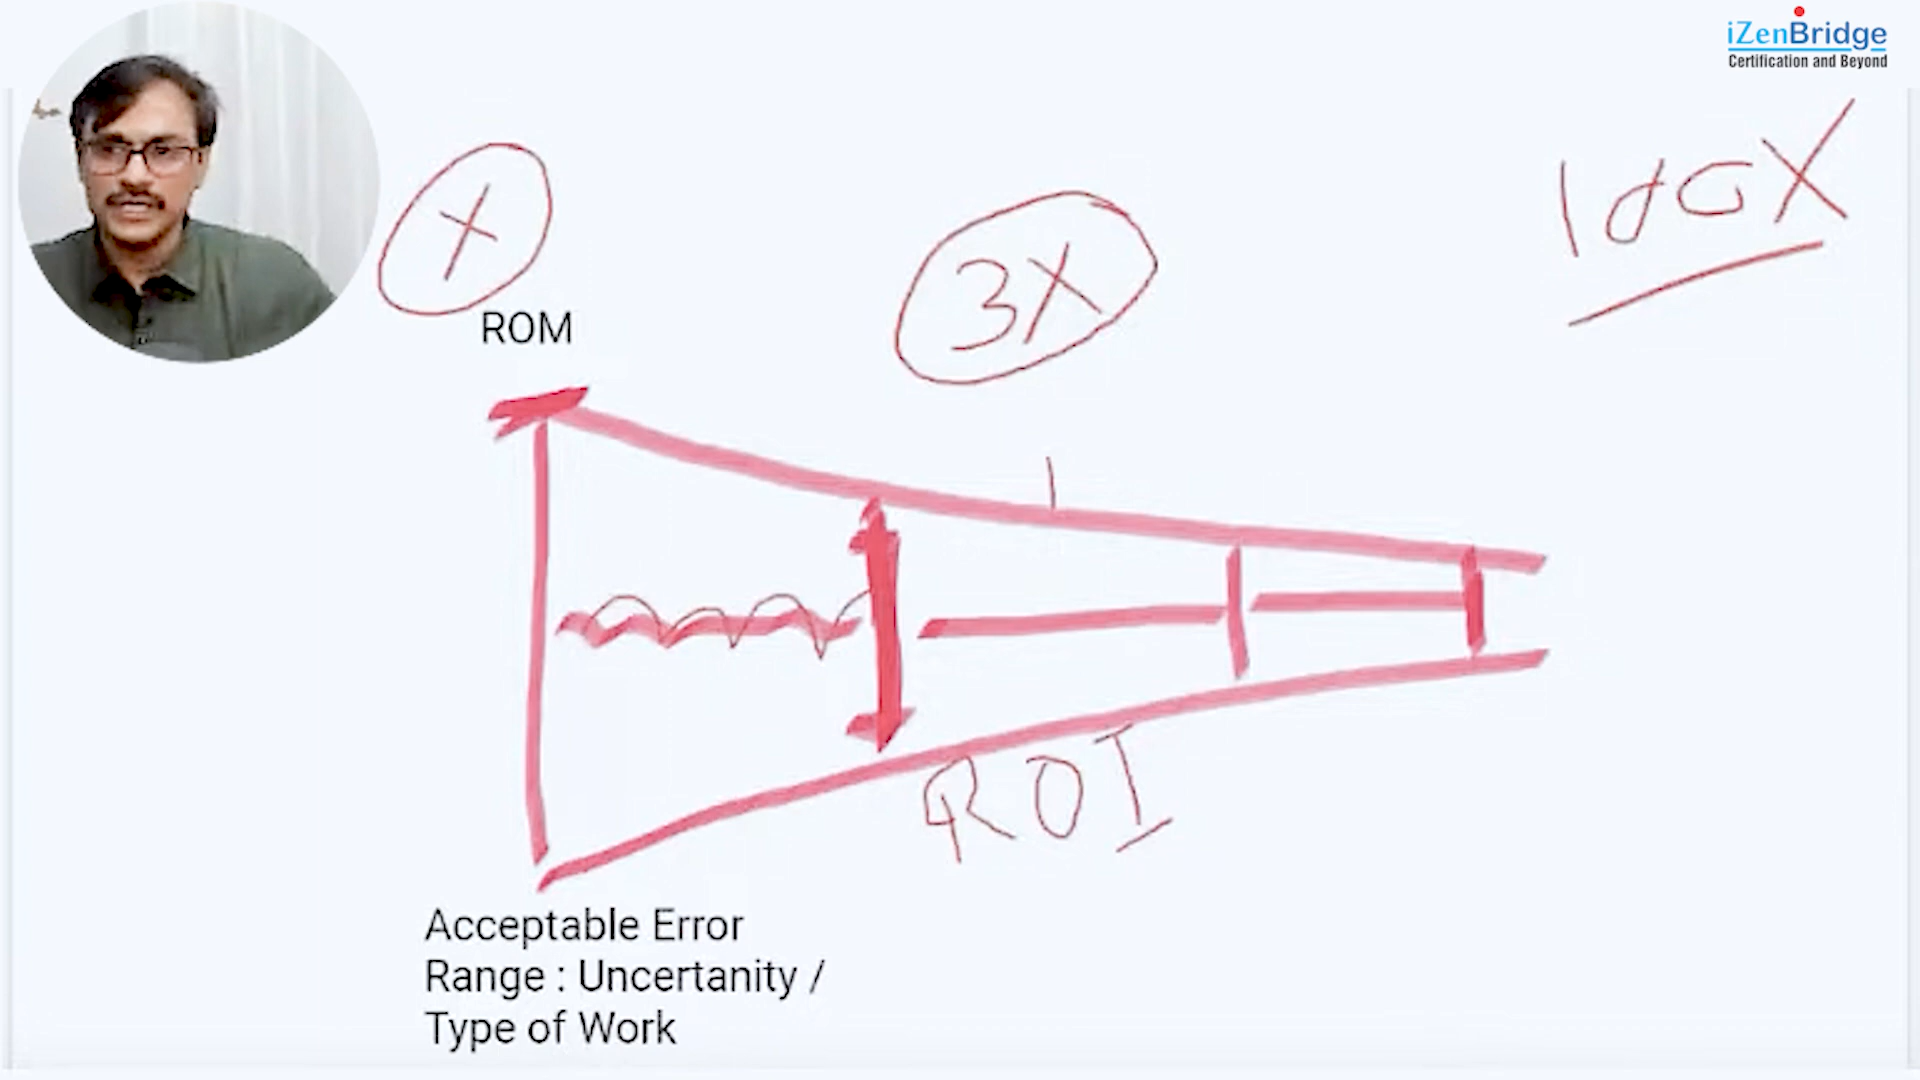 iZenBridge
Certification and Beyond
X
ROM
3X
100X
ROI
Acceptable Error
Range : Uncertanity /
Type of Work